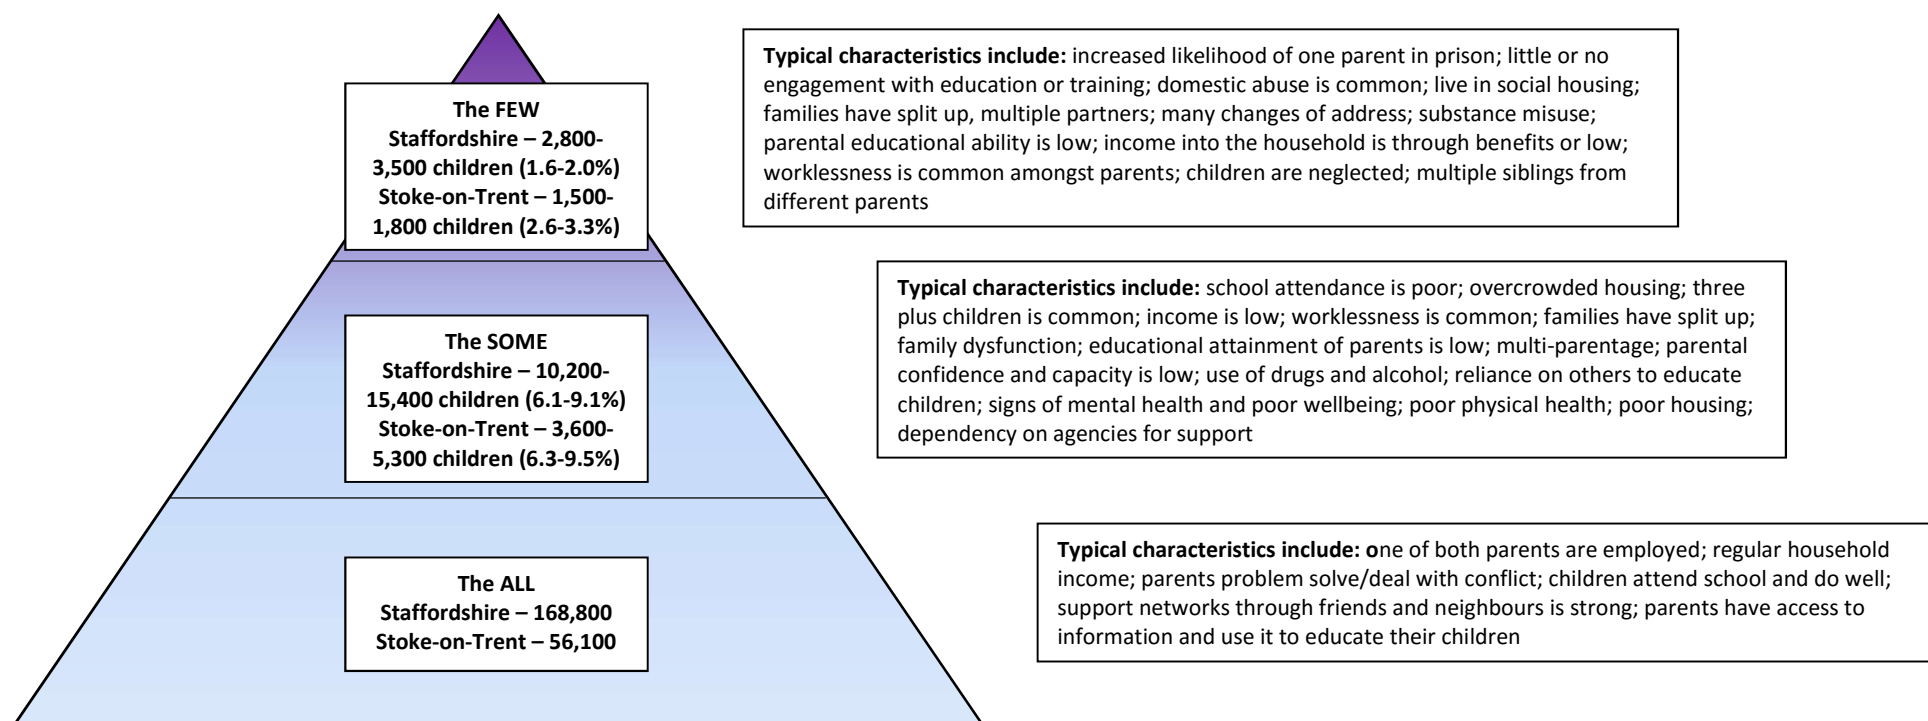 The FEW
Staffordshire – 2,800-
3,500 children (1.6-2.0%)
Stoke-on-Trent – 1,500-
1,800 children (2.6-3.3%)
Typical characteristics include: increased likelihood of one parent in prison; little or no
engagement with education or training; domestic abuse is common; live in social housing;
families have split up, multiple partners; many changes of address; substance misuse;
parental educational ability is low; income into the household is through benefits or low;
worklessness is common amongst parents; children are neglected; multiple siblings from
different parents
The SOME
Staffordshire – 10,200-
15,400 children (6.1-9.1%)
Stoke-on-Trent – 3,600-
5,300 children (6.3-9.5%)
Typical characteristics include: school attendance is poor; overcrowded housing; three
plus children is common; income is low; worklessness is common; families have split up;
family dysfunction; educational attainment of parents is low; multi-parentage; parental
confidence and capacity is low; use of drugs and alcohol; reliance on others to educate
children; signs of mental health and poor wellbeing; poor physical health; poor housing;
dependency on agencies for support
The ALL
Staffordshire – 168,800
Stoke-on-Trent – 56,100
Typical characteristics include: one of both parents are employed; regular household
income; parents problem solve/deal with conflict; children attend school and do well;
support networks through friends and neighbours is strong; parents have access to
information and use it to educate their children